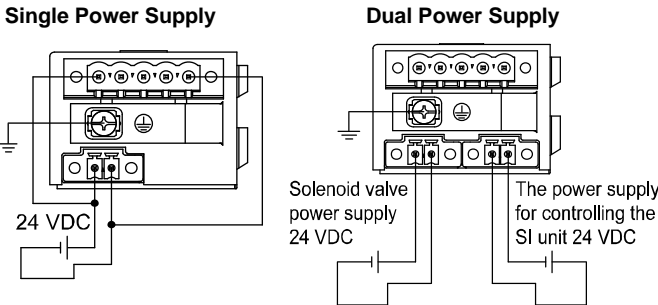 Single Power Supply
Dual Power Supply
24 VDC
Solenoid valve
power supply
24 VDC
The power supply
for controlling the
SI unit 24 VDC